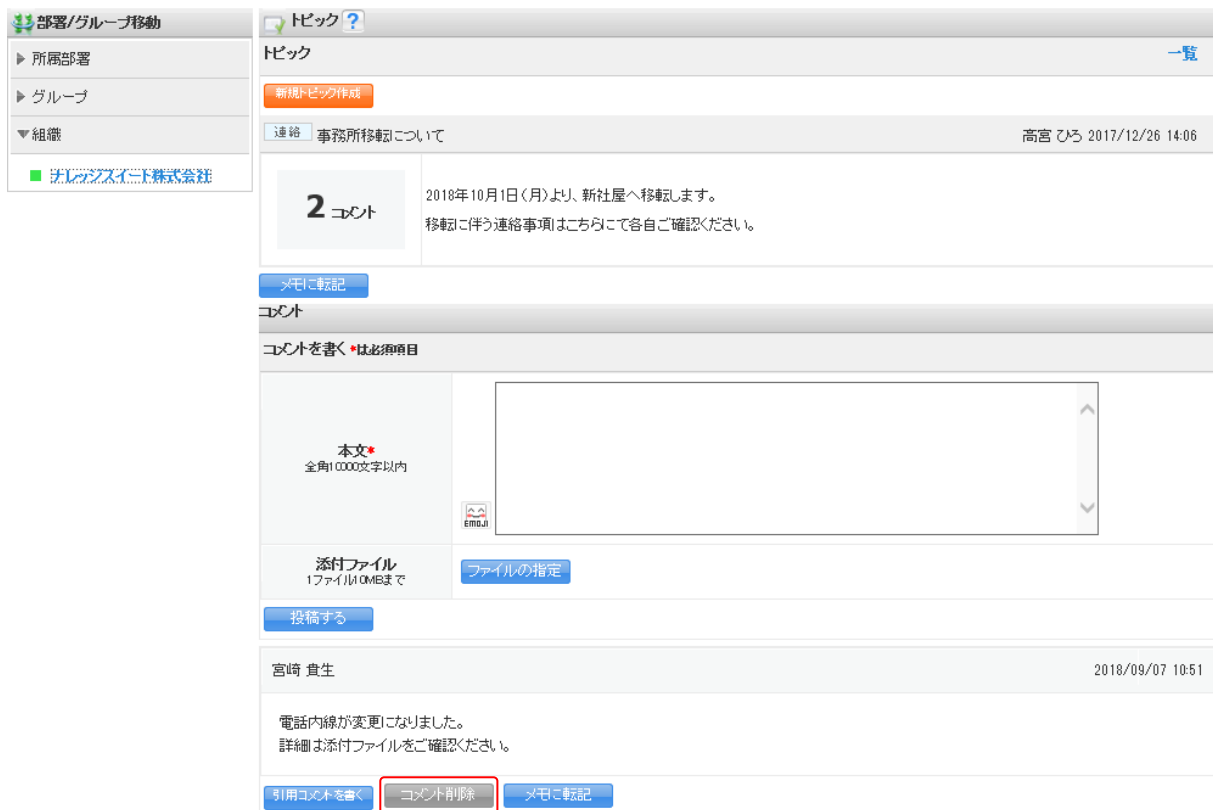 部署/グループ移動
所属部署
グループ
組織
ナレッジスイート株式会社
トピック ?
トピック 一覧
新規トピック作成
連絡 事務所移転について 高宮 ひろ 2017/12/26 14:06
2 コメント
2018年10月1日(月)より、新社屋へ移転します。
移転に伴う連絡事項はこちらにて各自ご確認ください。
メモに転記
コメント
コメントを書く *は必須項目
本文*
全角10000文字以内
EMOJI
添付ファイル
1ファイル10MBまで
ファイルの指定
投稿する
宮崎 貴生 2018/09/07 10:51
電話内線が変更になりました。
詳細は添付ファイルをご確認ください。
引用コメントを書く コメント削除 メモに転記